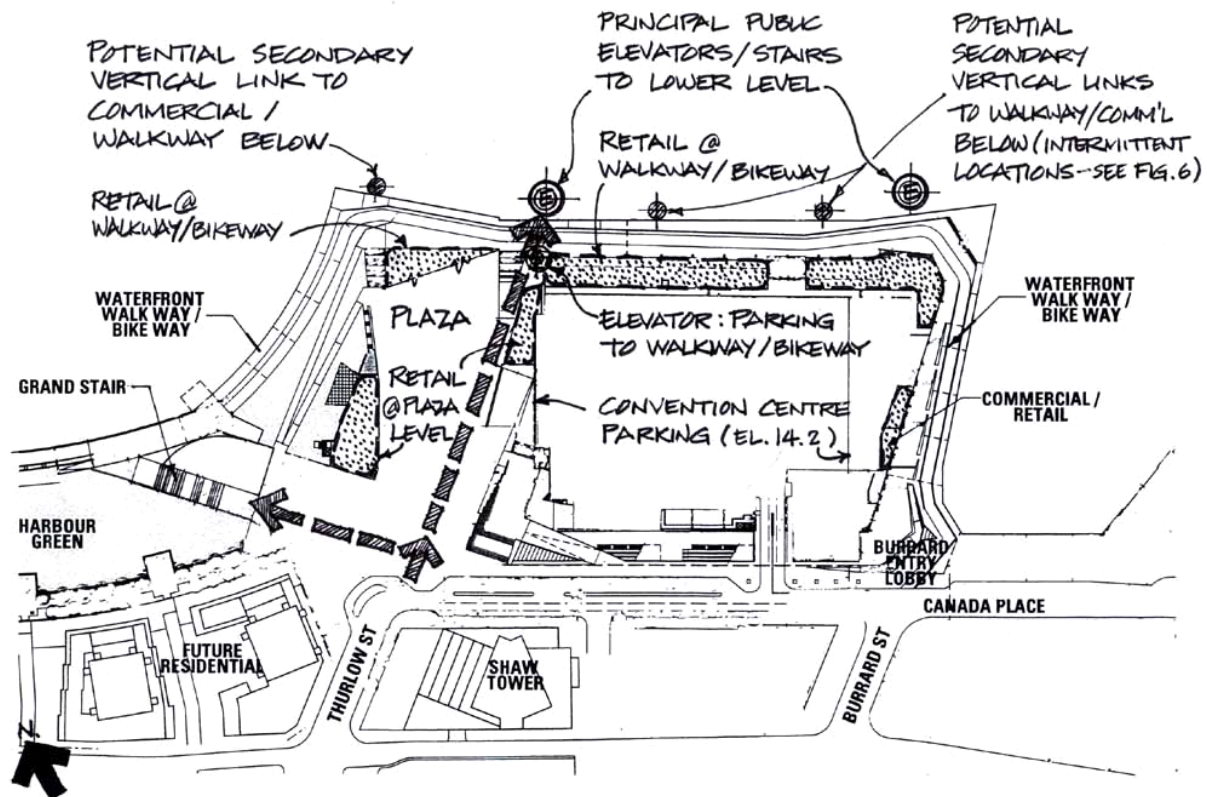 POTENTIAL SECONDARY
VERTICAL LINK TO
COMMERCIAL /
WALKWAY BELOW
PRINCIPAL PUBLIC
ELEVATORS/STAIRS
TO LOWER LEVEL
POTENTIAL
SECONDARY
VERTICAL LINKS
TO WALKWAY/COMM'L
BELOW (INTERMITTENT
LOCATIONS--SEE FIG. 6)
RETAIL @
WALKWAY/BIKEWAY
RETAIL @
WALKWAY/BIKEWAY
E
E
WATERFRONT
WALK WAY /
BIKE WAY
PLAZA
ELEVATOR: PARKING
TO WALKWAY/BIKEWAY
WATERFRONT
WALK WAY /
BIKE WAY
GRAND STAIR
RETAIL
@ PLAZA
LEVEL
CONVENTION CENTRE
PARKING (EL. 14.2)
COMMERCIAL /
RETAIL
HARBOUR
GREEN
BURRARD
ENTRY
LOBBY
CANADA PLACE
FUTURE
RESIDENTIAL
THURLOW ST
SHAW
TOWER
BURRARD ST
N.